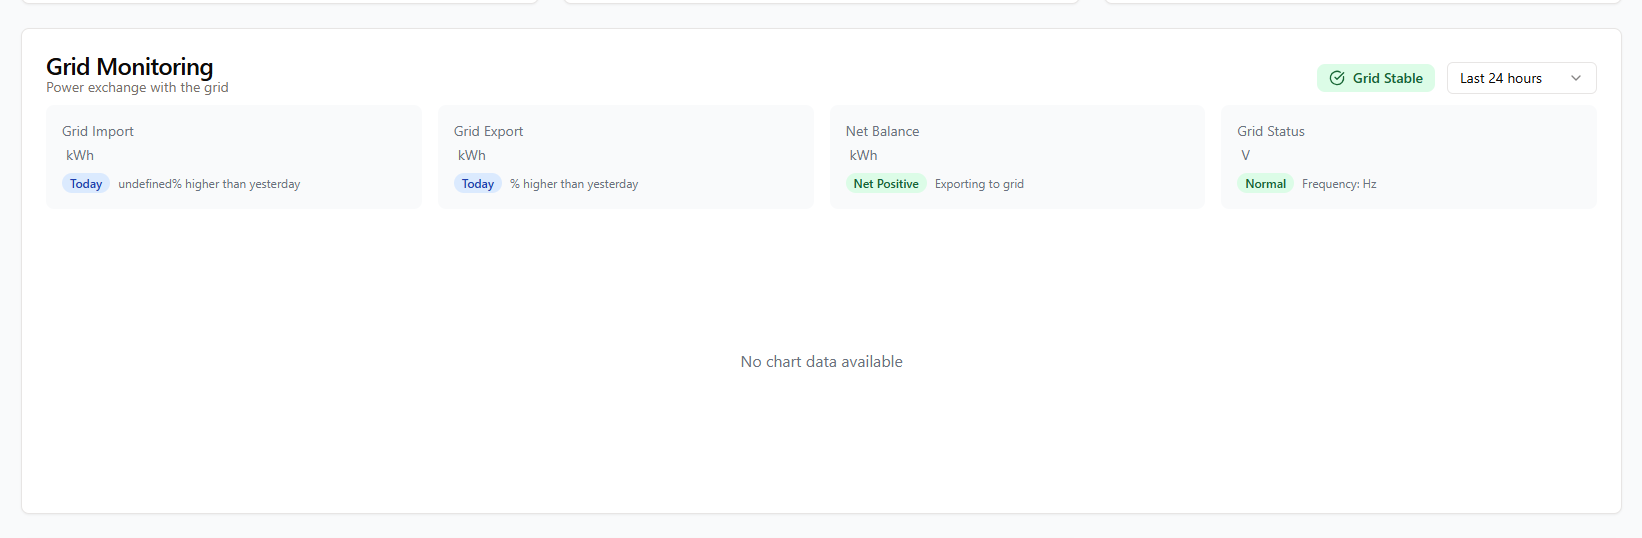 Grid Monitoring
Power exchange with the grid
Grid Stable
Last 24 hours
Grid Import
kWh
Today undefined% higher than yesterday
Grid Export
kWh
Today % higher than yesterday
Net Balance
kWh
Net Positive Exporting to grid
Grid Status
V
Normal Frequency: Hz
No chart data available